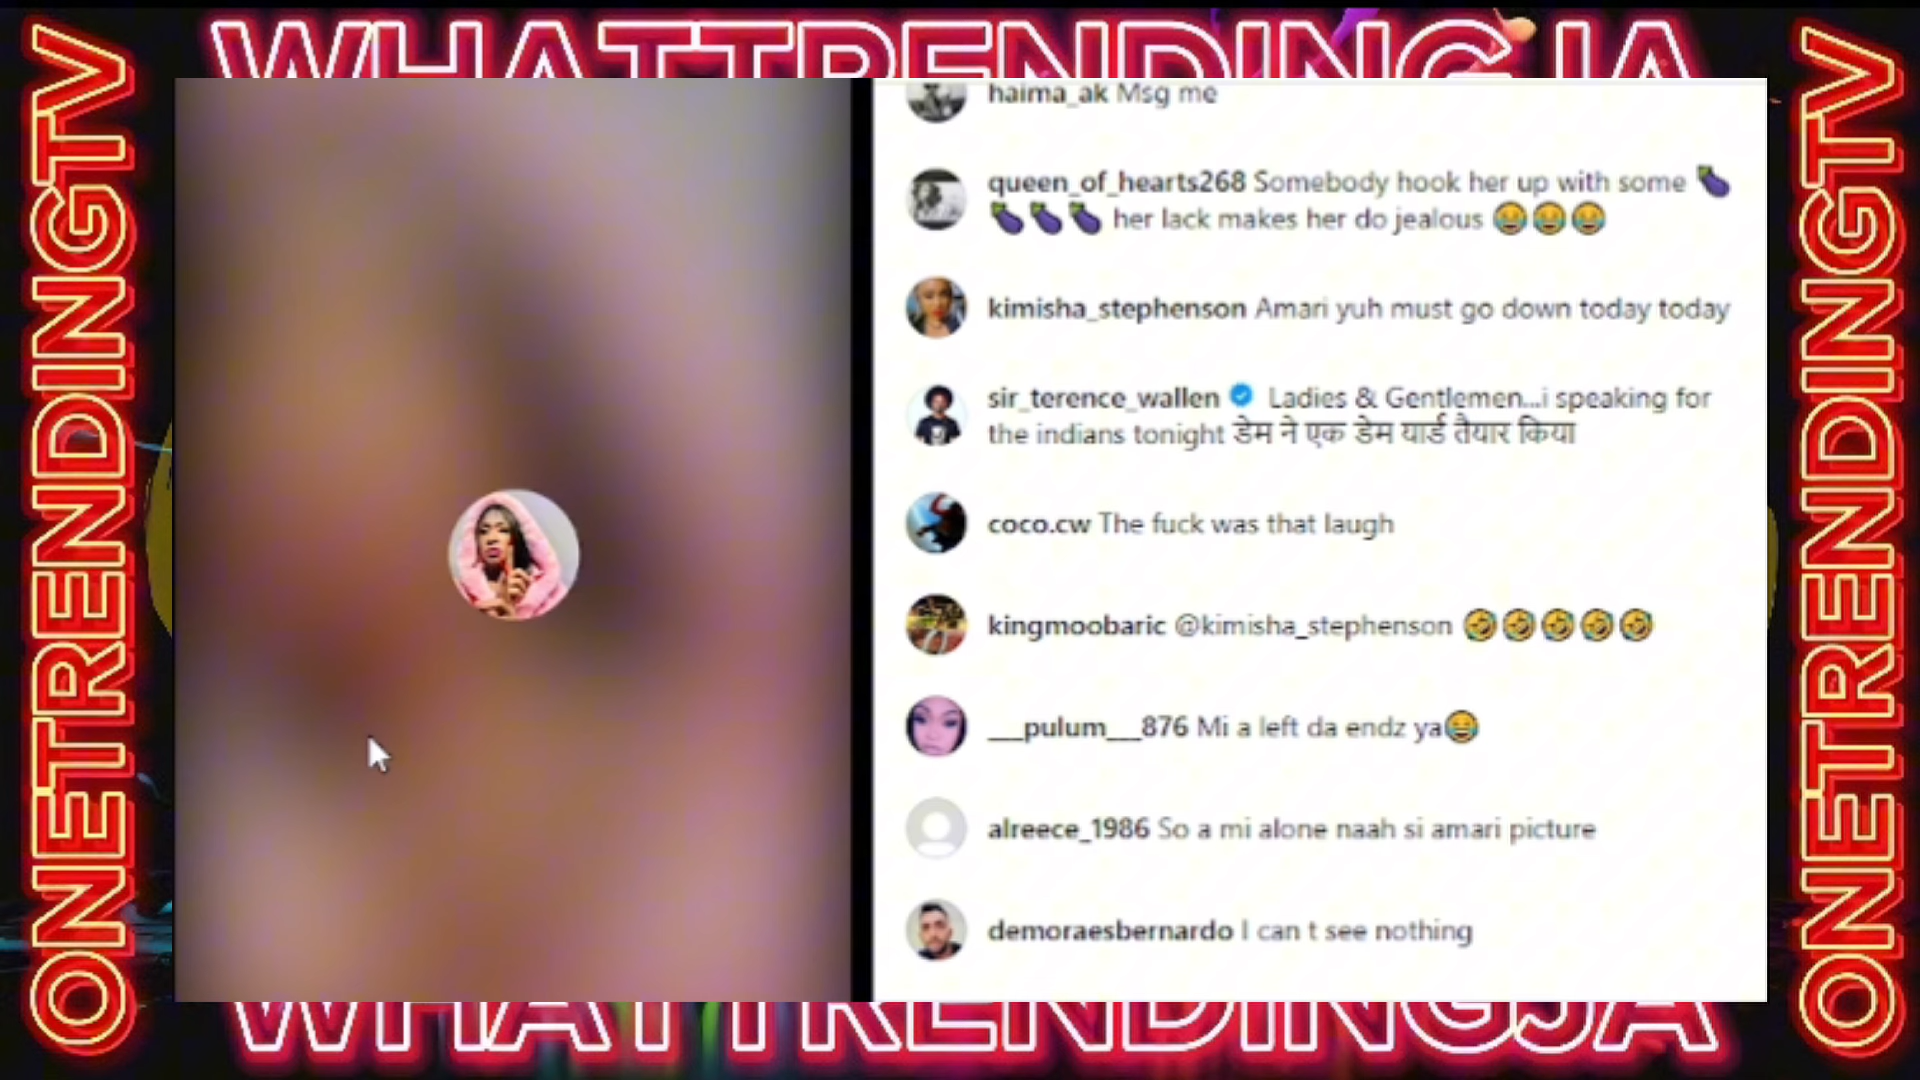 WHATTRENDINGJA
ONETRENDINGTV
haima_ak Msg me
queen_of_hearts268 Somebody hook her up with some 🍆
🍆🍆🍆 her lack makes her do jealous 😂😂😂
kimisha_stephenson Amari yuh must go down today today
sir_terence_wallen Ladies & Gentlemen...i speaking for
the indians tonight डेम ने एक डेम यार्ड तैयार किया
coco.cw The fuck was that laugh
kingmoobaric @kimisha_stephenson 🤣🤣🤣🤣🤣
___pulum___876 Mi a left da endz ya😂
alreece_1986 So a mi alone naah si amari picture
demoraesbernardo I can t see nothing
ONETRENDINGTV
WHATTRENDINGJA